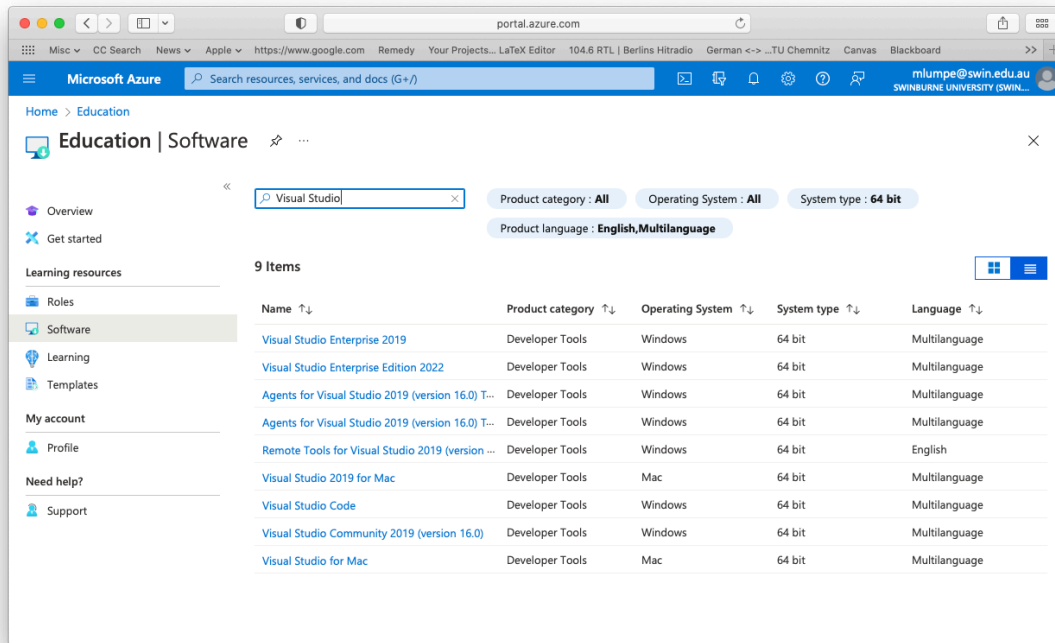 portal.azure.com
Misc CC Search News Apple https://www.google.com Remedy Your Projects... LaTeX Editor 104.6 RTL | Berlins Hitradio German <-> ...TU Chemnitz Canvas Blackboard >>
Microsoft Azure Search resources, services, and docs (G+/) mlumpe@swin.edu.au
SWINBURNE UNIVERSITY (SWIN...
Home > Education
Education | Software ...
«
Visual Studio Product category : All Operating System : All System type : 64 bit
Product language : English,Multilanguage
Overview
Get started
Learning resources
Roles
Software
Learning
Templates
My account
Profile
Need help?
Support
9 Items
Name ↑↓ Product category ↑↓ Operating System ↑↓ System type ↑↓ Language ↑↓
Visual Studio Enterprise 2019 Developer Tools Windows 64 bit Multilanguage
Visual Studio Enterprise Edition 2022 Developer Tools Windows 64 bit Multilanguage
Agents for Visual Studio 2019 (version 16.0) T... Developer Tools Windows 64 bit Multilanguage
Agents for Visual Studio 2019 (version 16.0) T... Developer Tools Windows 64 bit Multilanguage
Remote Tools for Visual Studio 2019 (version ... Developer Tools Windows 64 bit English
Visual Studio 2019 for Mac Developer Tools Mac 64 bit Multilanguage
Visual Studio Code Developer Tools Windows 64 bit Multilanguage
Visual Studio Community 2019 (version 16.0) Developer Tools Windows 64 bit Multilanguage
Visual Studio for Mac Developer Tools Mac 64 bit Multilanguage